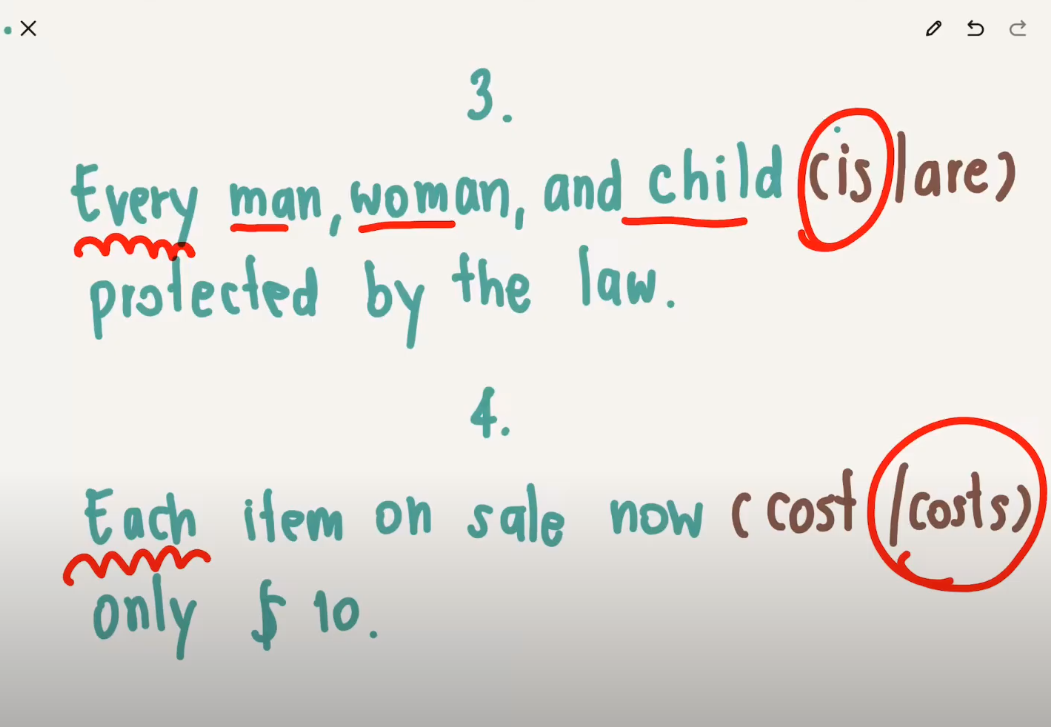 3.
Every man, woman, and child (is/are)
protected by the law.
4.
Each item on sale now (cost/costs)
only $ 10.